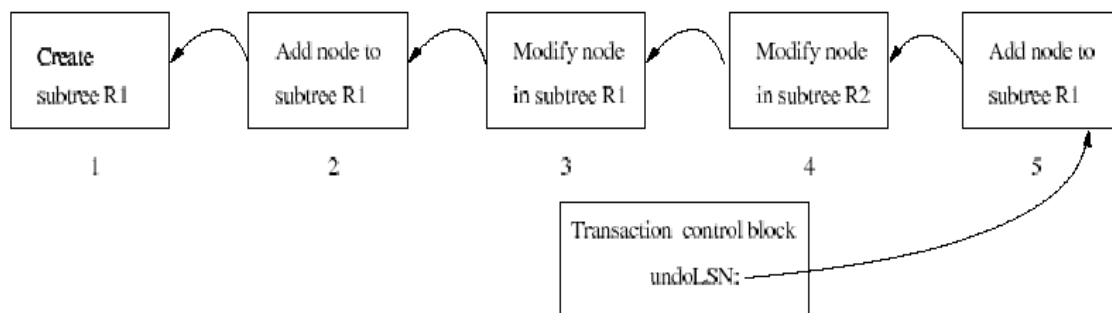 Create
subtree R1
Add node to
subtree R1
Modify node
in subtree R1
Modify node
in subtree R2
Add node to
subtree R1
1
2
3
4
5
Transaction control block
undoLSN: